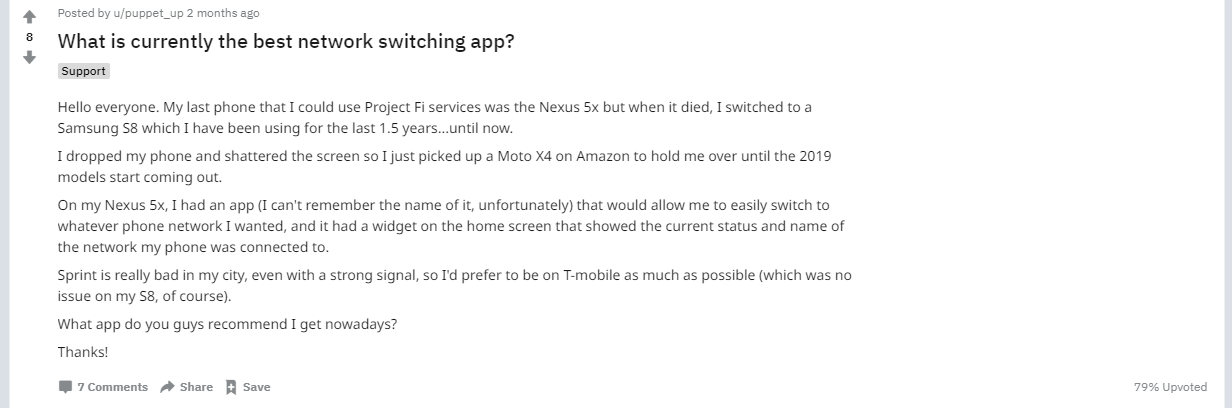 Posted by u/puppet_up 2 months ago
8
What is currently the best network switching app?
Support
Hello everyone. My last phone that I could use Project Fi services was the Nexus 5x but when it died, I switched to a
Samsung S8 which I have been using for the last 1.5 years...until now.
I dropped my phone and shattered the screen so I just picked up a Moto X4 on Amazon to hold me over until the 2019
models start coming out.
On my Nexus 5x, I had an app (I can't remember the name of it, unfortunately) that would allow me to easily switch to
whatever phone network I wanted, and it had a widget on the home screen that showed the current status and name of
the network my phone was connected to.
Sprint is really bad in my city, even with a strong signal, so I'd prefer to be on T-mobile as much as possible (which was no
issue on my S8, of course).
What app do you guys recommend I get nowadays?
Thanks!
7 Comments Share Save 79% Upvoted